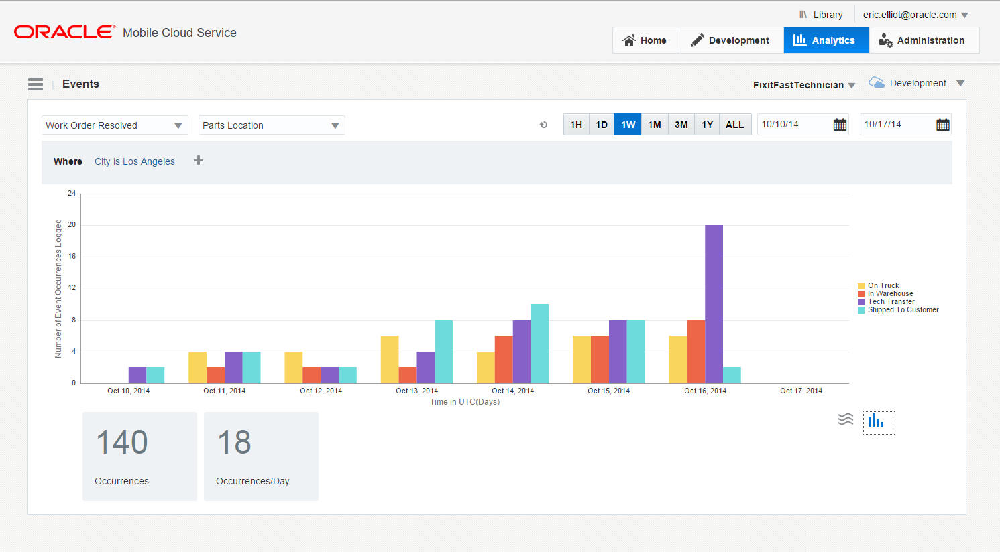 Library
eric.elliot@oracle.com
ORACLE® Mobile Cloud Service
Home
Development
Analytics
Administration
Events
FixitFastTechnician
Development
Work Order Resolved
Parts Location
1H 1D 1W 1M 3M 1Y ALL
10/10/14
10/17/14
Where City is Los Angeles
24
20
16
12
8
4
0
Number of Event Occurrences Logged
Oct 10, 2014
Oct 11, 2014
Oct 12, 2014
Oct 13, 2014
Oct 14, 2014
Oct 15, 2014
Oct 16, 2014
Oct 17, 2014
Time in UTC(Days)
On Truck
In Warehouse
Tech Transfer
Shipped To Customer
140
Occurrences
18
Occurrences/Day